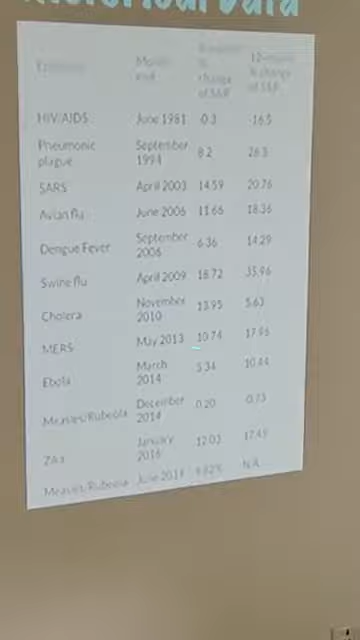 Historical Data
Epidemic Month end 6-month % change of S&P 12-month % change of S&P
HIV/AIDS June 1981 -0.3 -16.5
Pneumonic plague September 1994 8.2 26.3
SARS April 2003 14.59 20.76
Avian flu June 2006 11.66 18.36
Dengue Fever September 2006 6.36 14.29
Swine flu April 2009 18.72 35.96
Cholera November 2010 13.95 5.63
MERS May 2013 10.74 17.96
Ebola March 2014 5.34 10.44
Measles/Rubeola December 2014 0.20 -0.73
Zika January 2016 12.03 17.45
Measles/Rubeola June 2019 N/A